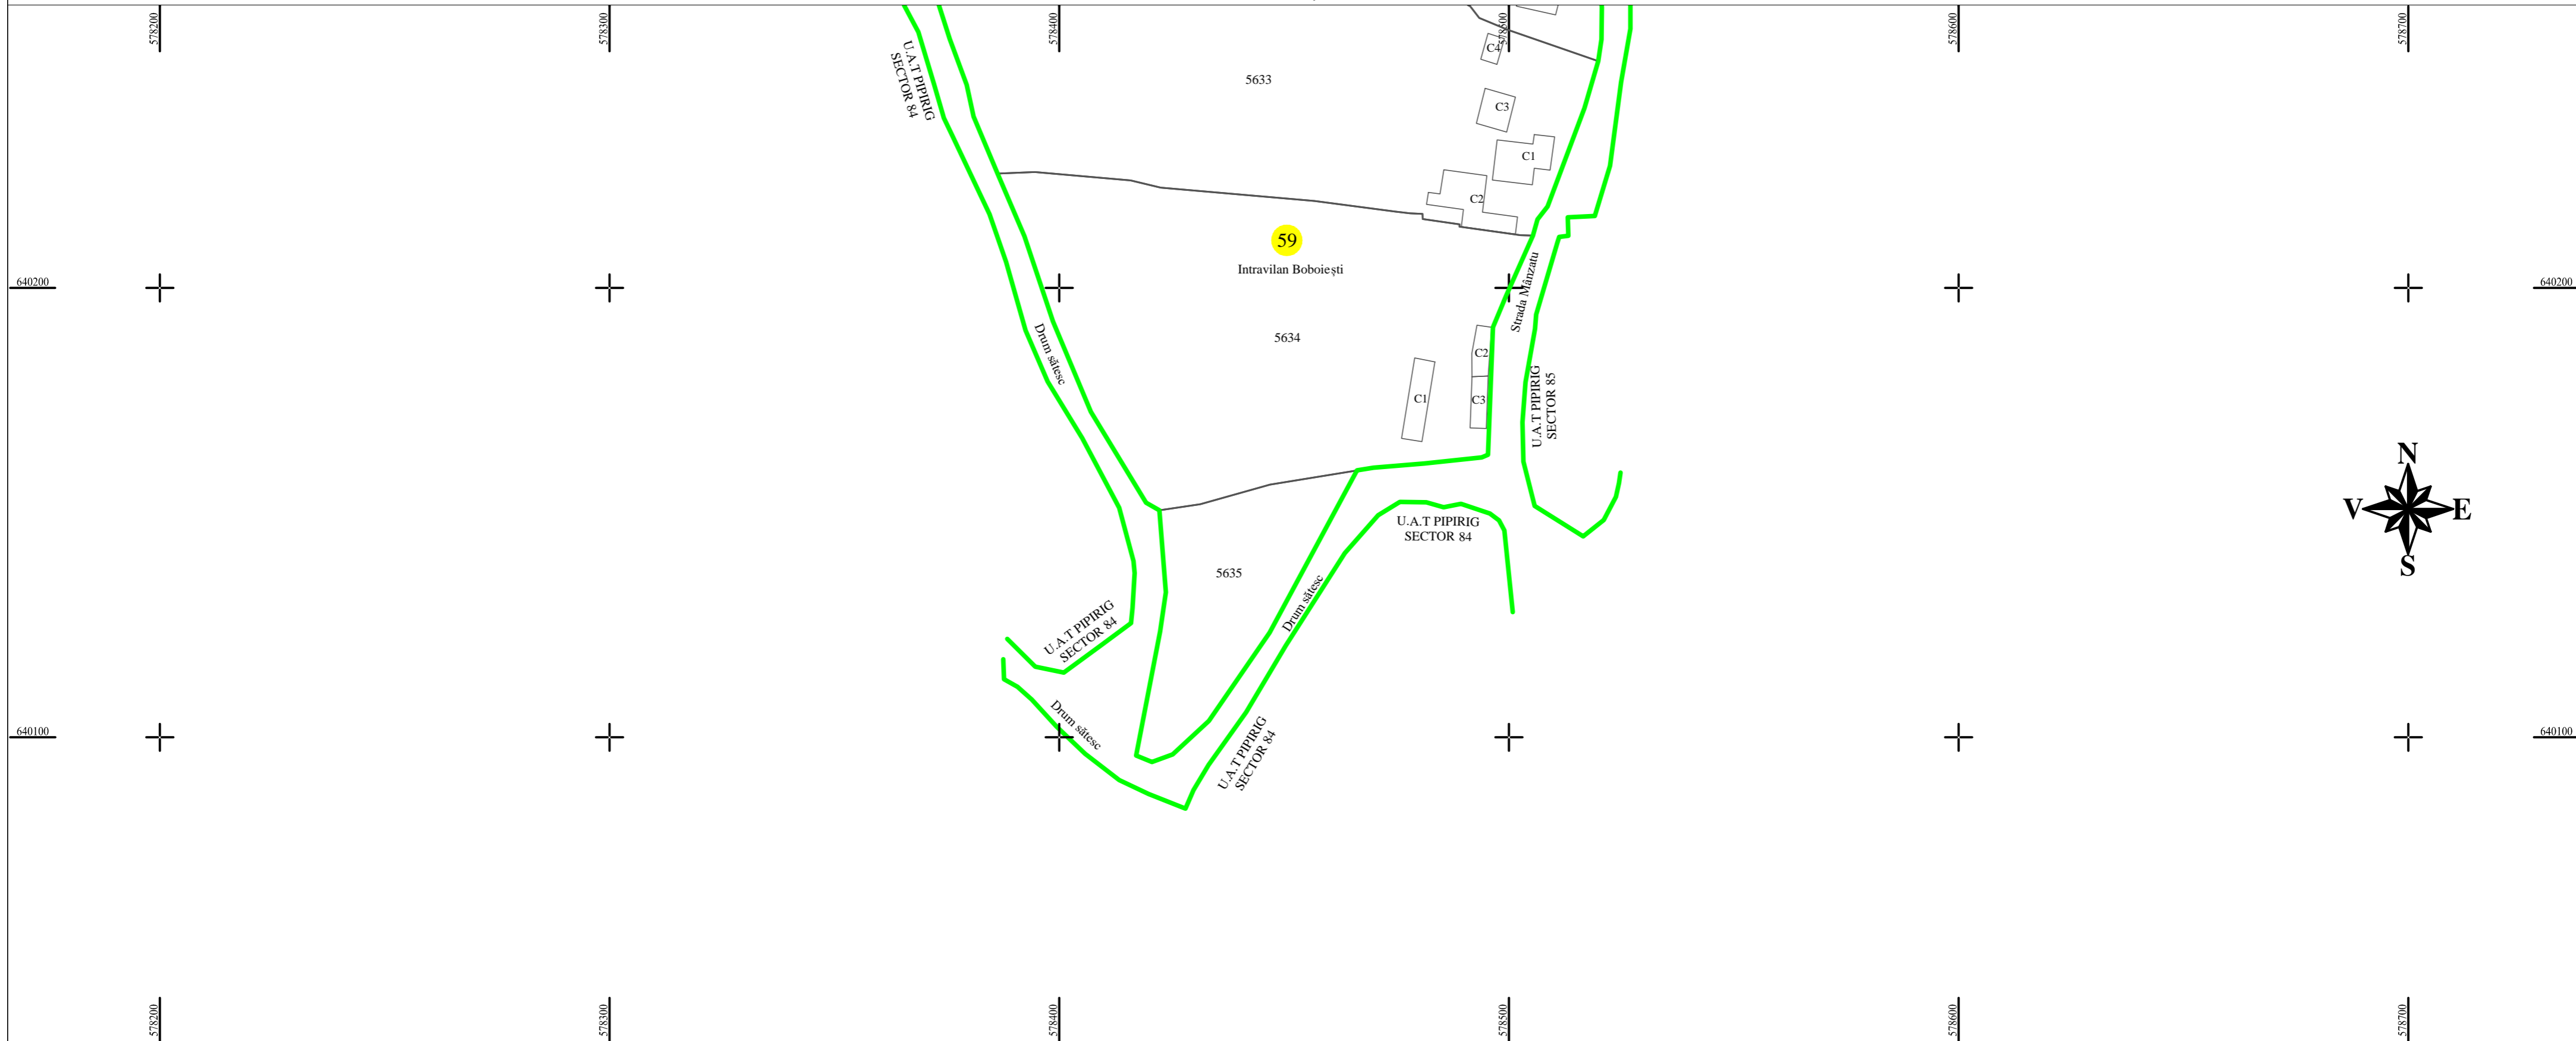 578200
578300
578400
578500
578600
578700
U.A.T PIPIRIG
SECTOR 84
C4
5633
C3
C1
C2
59
Intravilan Boboiești
640200
640200
Strada Mânzatu
Drum sătesc
5634
C2
C1
C3
U.A.T PIPIRIG
SECTOR 85
N
V
E
S
U.A.T PIPIRIG
SECTOR 84
5635
Drum sătesc
U.A.T PIPIRIG
SECTOR 84
Drum sătesc
U.A.T PIPIRIG
SECTOR 84
640100
640100
578200
578300
578400
578500
578600
578700